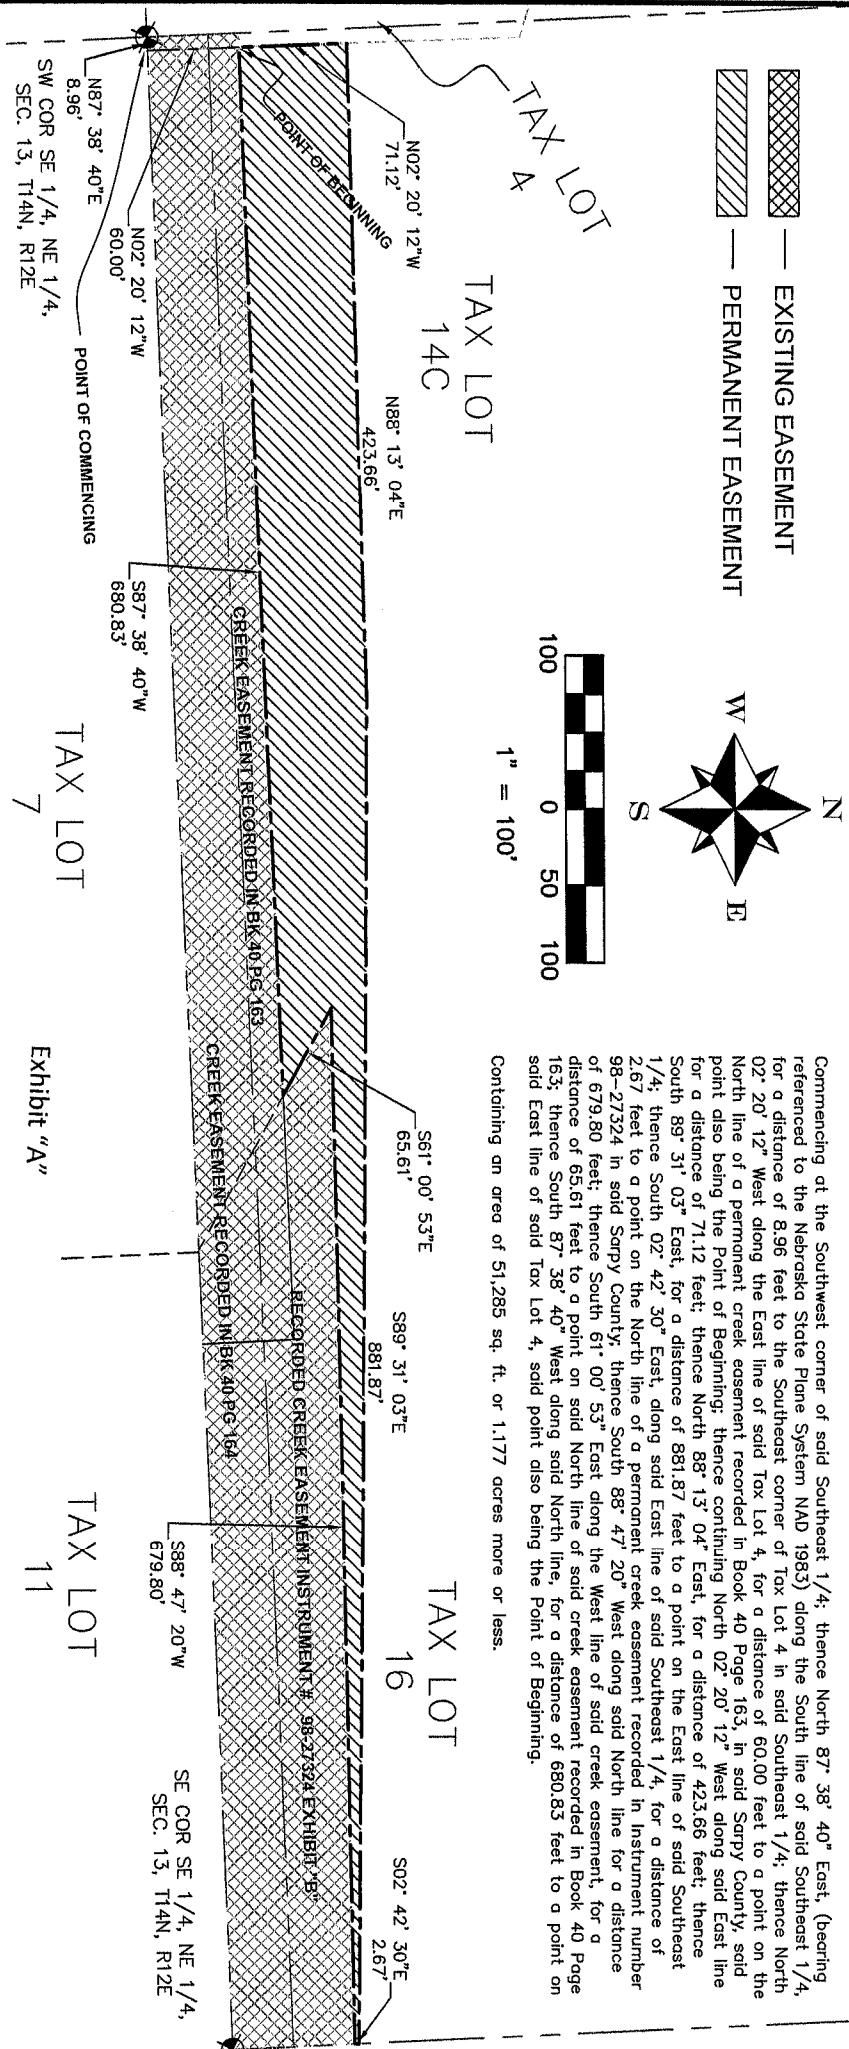 EXISTING EASEMENT
PERMANENT EASEMENT
N
W
E
S
100 0 50 100
1" = 100'
Commencing at the Southwest corner of said Southeast 1/4; thence North 87° 38' 40" East, (bearing
referenced to the Nebraska State Plane System NAD 1983) along the South line of said Southeast 1/4,
for a distance of 8.96 feet to the Southeast corner of Tax Lot 4 in said Southeast 1/4; thence North
02° 20' 12" West along the East line of said Tax Lot 4, for a distance of 60.00 feet to a point on the
North line of a permanent creek easement recorded in Book 40 Page 163, in said Sarpy County, said
point also being the Point of Beginning; thence continuing North 02° 20' 12" West along said East line
for a distance of 71.12 feet; thence North 88° 13' 04" East, for a distance of 423.66 feet; thence
South 89° 31' 03" East, for a distance of 881.87 feet to a point on the East line of said Southeast
1/4; thence South 02° 42' 30" East, along said East line of said Southeast 1/4, for a distance of
2.67 feet to a point on the North line of a permanent creek easement recorded in Instrument number
98-27324 in said Sarpy County; thence South 88° 47' 20" West along said North line for a distance
of 679.80 feet; thence South 61° 00' 53" East along the West line of said creek easement, for a
distance of 65.61 feet to a point on said North line of said creek easement recorded in Book 40 Page
163; thence South 87° 38' 40" West along said North line, for a distance of 680.83 feet to a point on
said East line of said Tax Lot 4, said point also being the Point of Beginning.
Containing an area of 51,285 sq. ft. or 1.177 acres more or less.
TAX LOT
4
TAX LOT
14C
TAX LOT
16
N02° 20' 12"W
71.12'
N88° 13' 04"E
423.66'
S61° 00' 53"E
65.61'
S89° 31' 03"E
881.87'
S02° 42' 30"E
2.67'
POINT OF BEGINNING
CREEK EASEMENT RECORDED IN BK 40 PG 163
RECORDED CREEK EASEMENT INSTRUMENT # 98-27324 EXHIBIT "B"
CREEK EASEMENT RECORDED IN BK 40 PG 164
N87° 38' 40"E
8.96'
N02° 20' 12"W
60.00'
S87° 38' 40"W
680.83'
S88° 47' 20"W
679.80'
SW COR SE 1/4, NE 1/4,
SEC. 13, T14N, R12E
POINT OF COMMENCING
SE COR SE 1/4, NE 1/4,
SEC. 13, T14N, R12E
TAX LOT
7
TAX LOT
11
Exhibit "A"